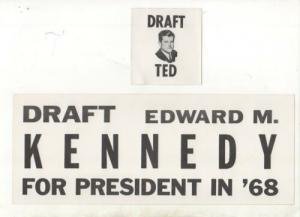 DRAFT
TED
DRAFT EDWARD M.
KENNEDY
FOR PRESIDENT IN '68